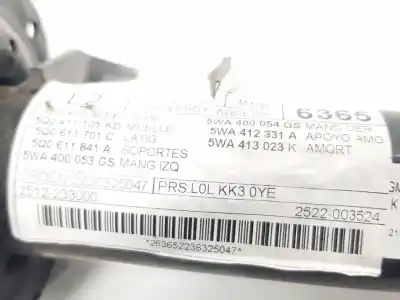 6365
5WA 400 054 GS MANG DER
5Q0 411 105 KD MUELLE
5WA 412 331 A APOYO AMO
5Q0 611 701 C LATIG
5WA 413 023 K AMORT
5Q0 611 841 A SOPORTES
5WA 400 053 GS MANG IZQ
PRS L0L KK3 0YE
2512-233000
2522-003524
*263652236325047*